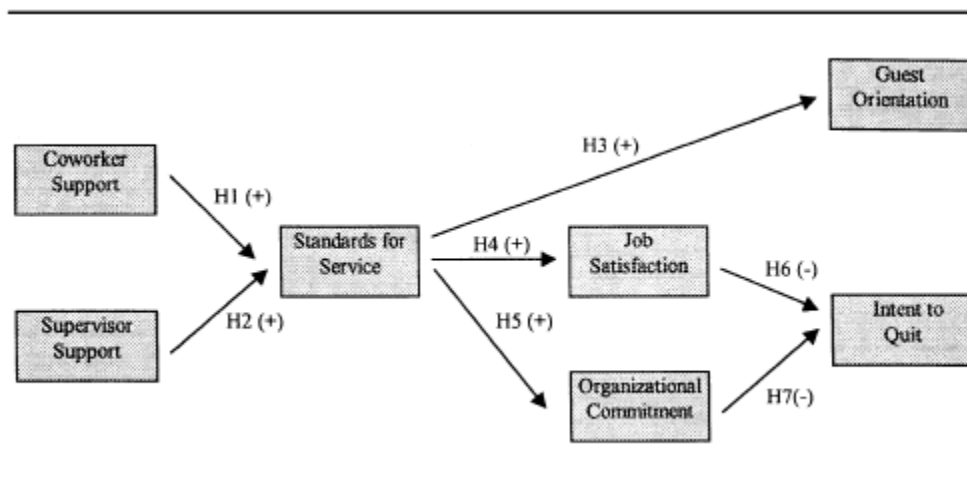 Guest
Orientation
H3 (+)
Coworker
Support
H1 (+)
Standards for
Service
H4 (+)
Job
Satisfaction
H6 (-)
Supervisor
Support
H2 (+)
H5 (+)
Intent to
Quit
Organizational
Commitment
H7(-)